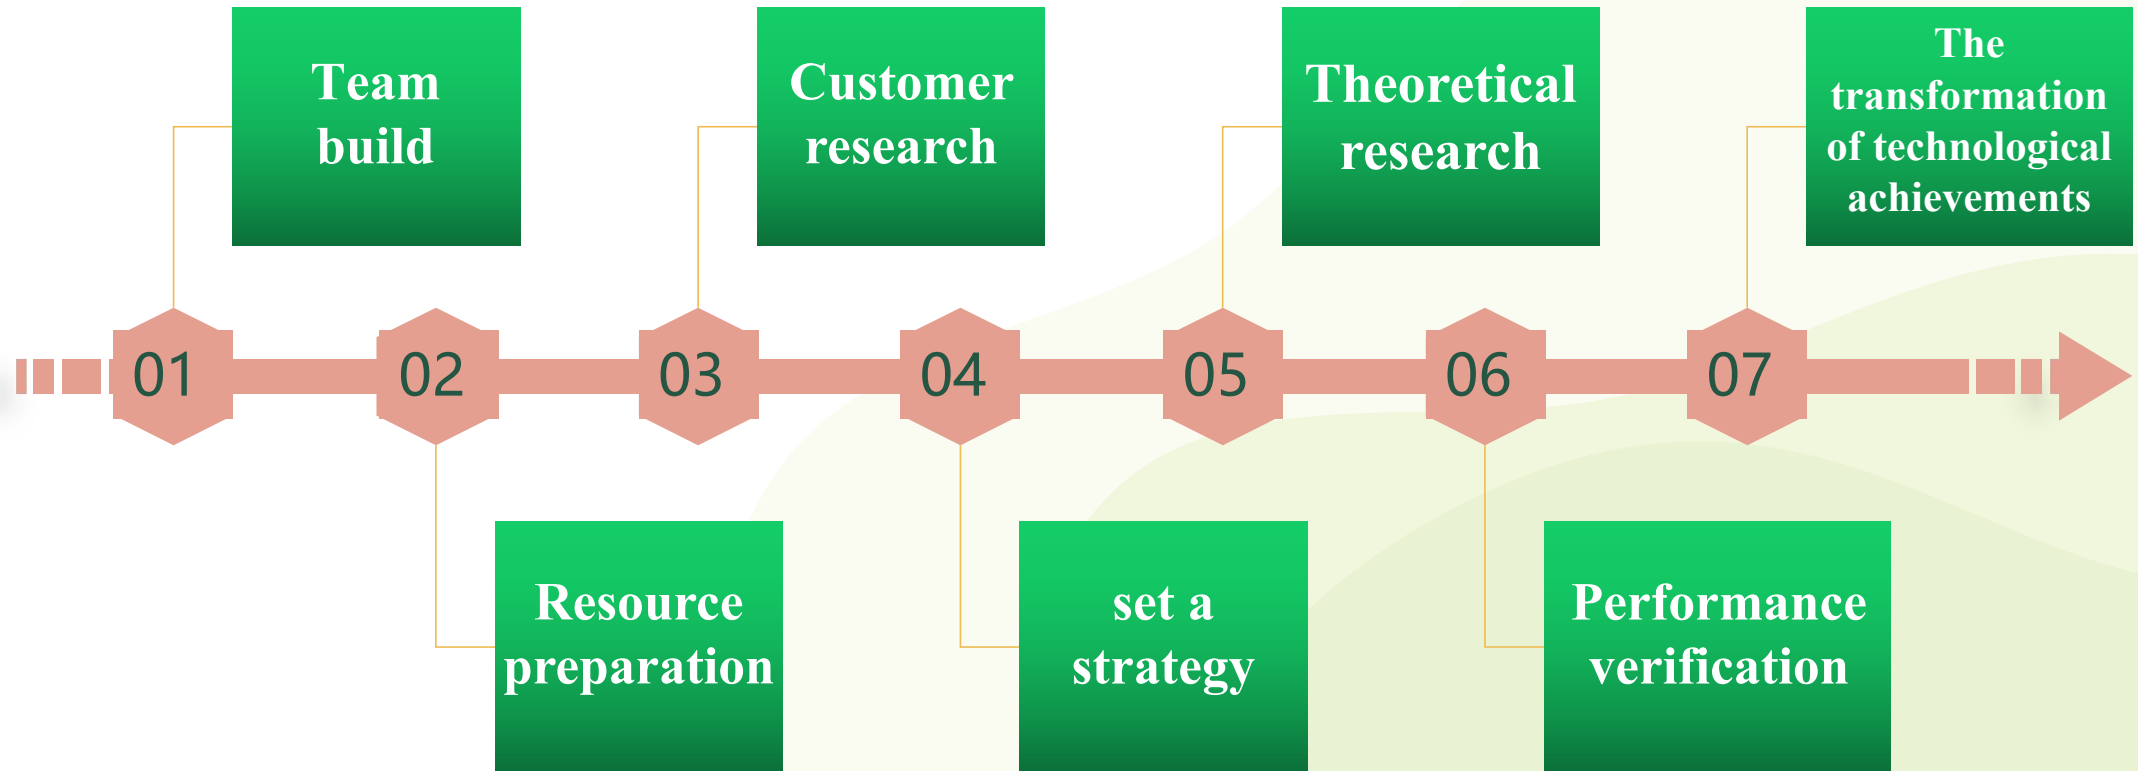 Team
build
Customer
research
Theoretical
research
The
transformation
of technological
achievements
01
02
03
04
05
06
07
Resource
preparation
set a
strategy
Performance
verification